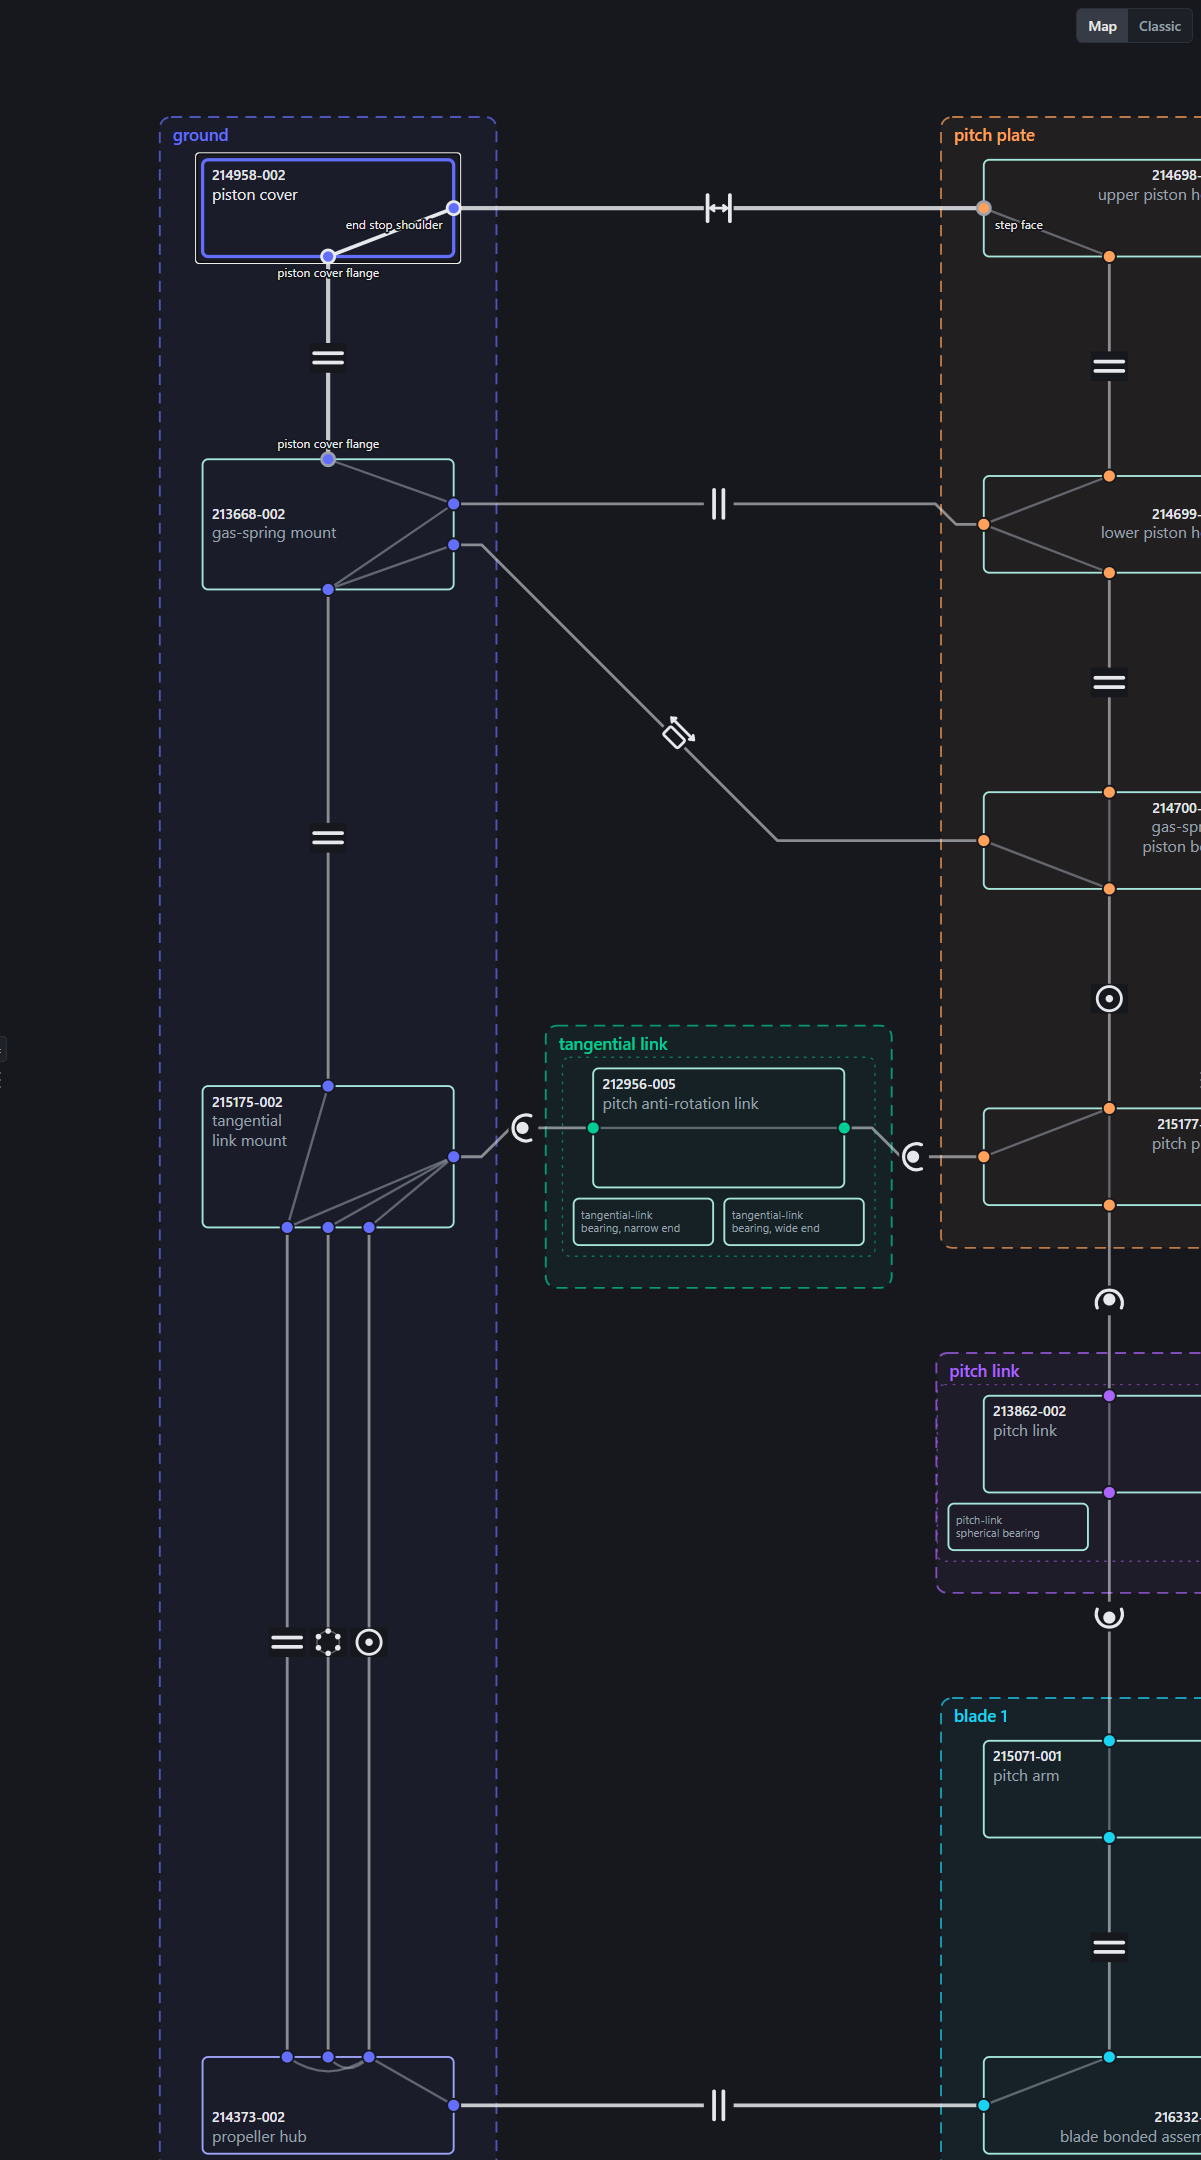 Map
Classic
ground
214958-002
piston cover
end stop shoulder
piston cover flange
piston cover flange
213668-002
gas-spring mount
215175-002
tangential
link mount
214373-002
propeller hub
tangential link
212956-005
pitch anti-rotation link
tangential-link
bearing, narrow end
tangential-link
bearing, wide end
pitch plate
214698-
upper piston h
step face
214699-
lower piston h
214700-
gas-spr
piston b
215177-
pitch p
pitch link
213862-002
pitch link
pitch-link
spherical bearing
blade 1
215071-001
pitch arm
216332-
blade bonded assem